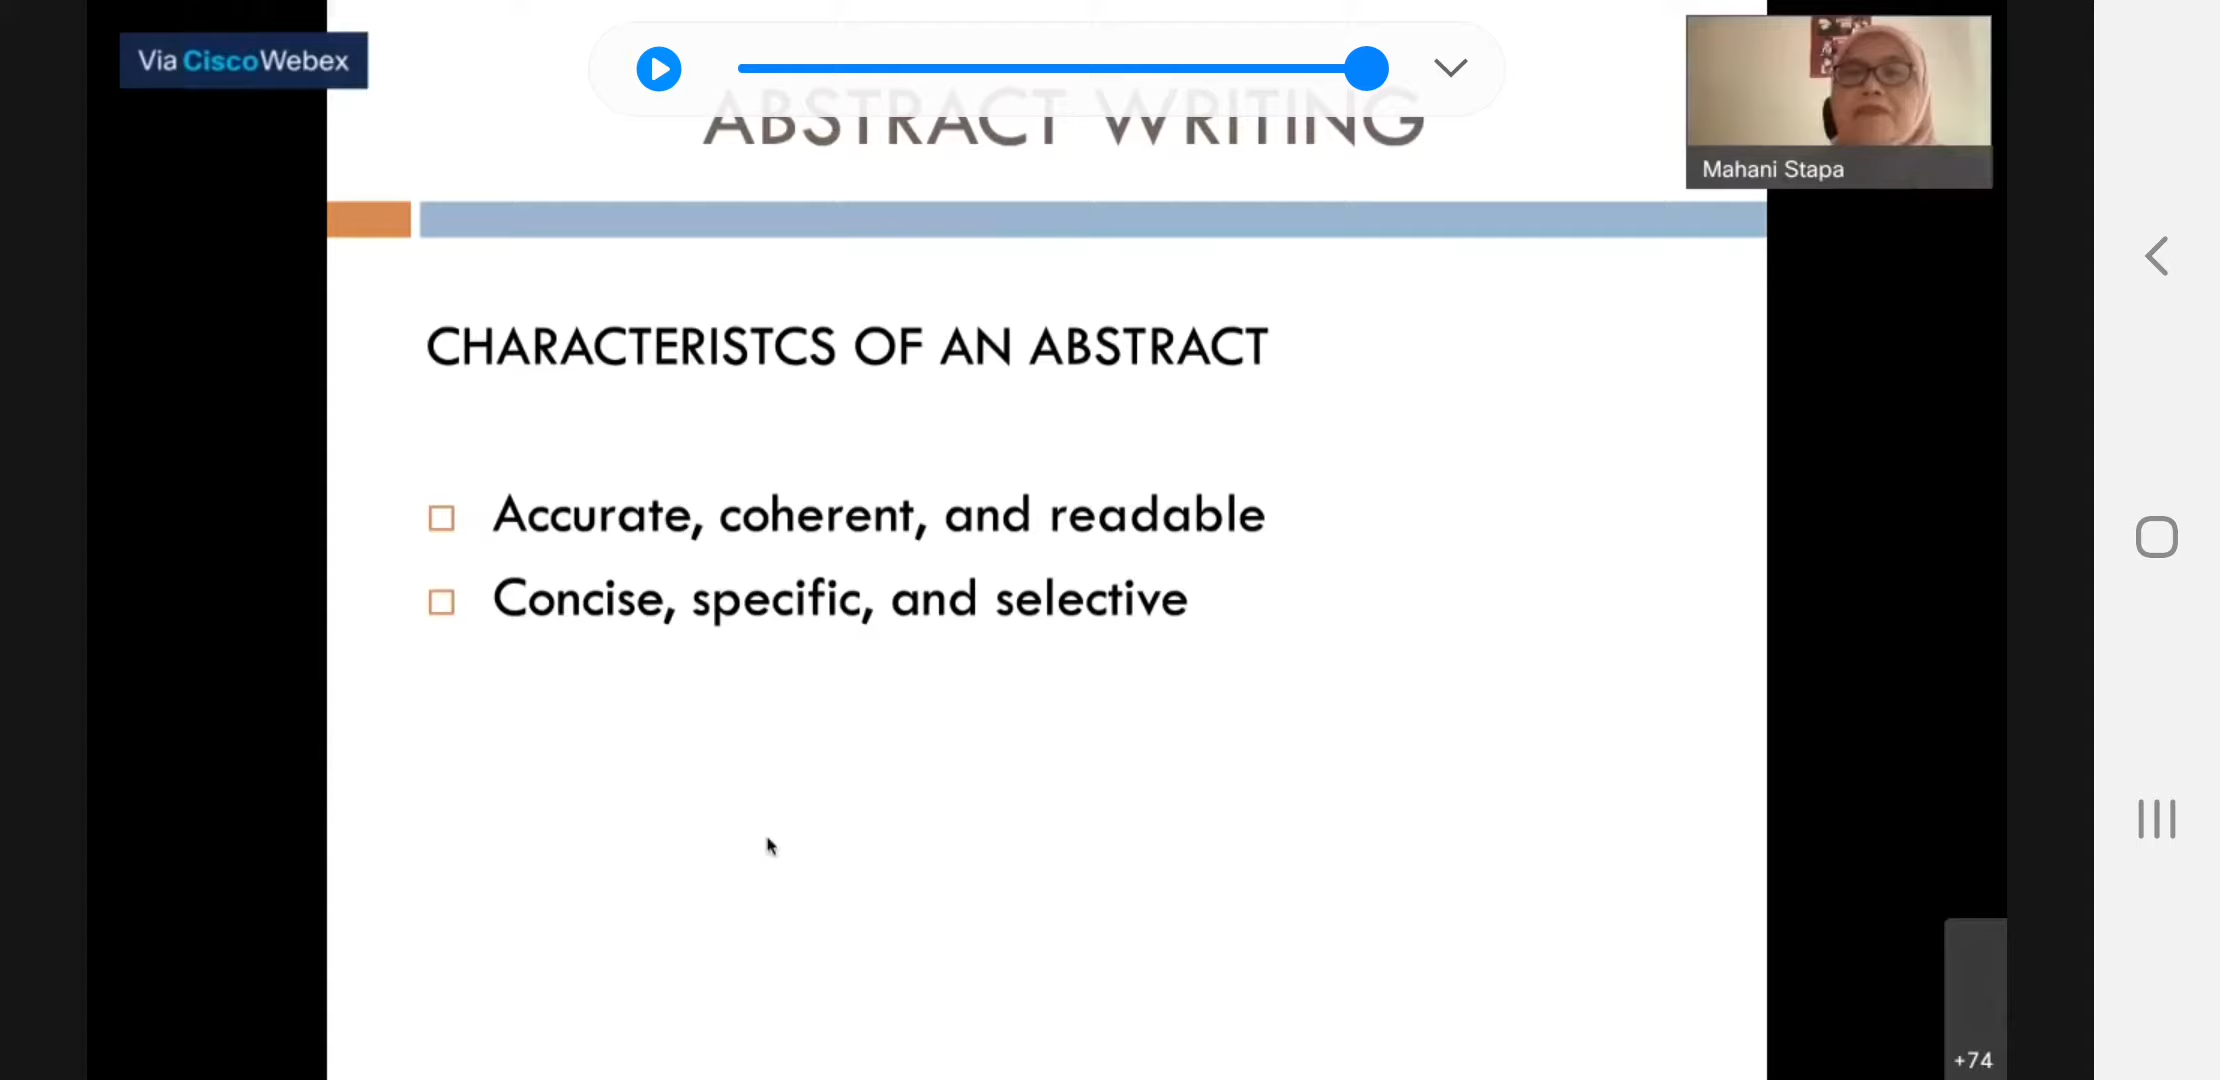 Via CiscoWebex
ABSTRACT WRITING
Mahani Stapa
CHARACTERISTCS OF AN ABSTRACT
Accurate, coherent, and readable
Concise, specific, and selective
+74